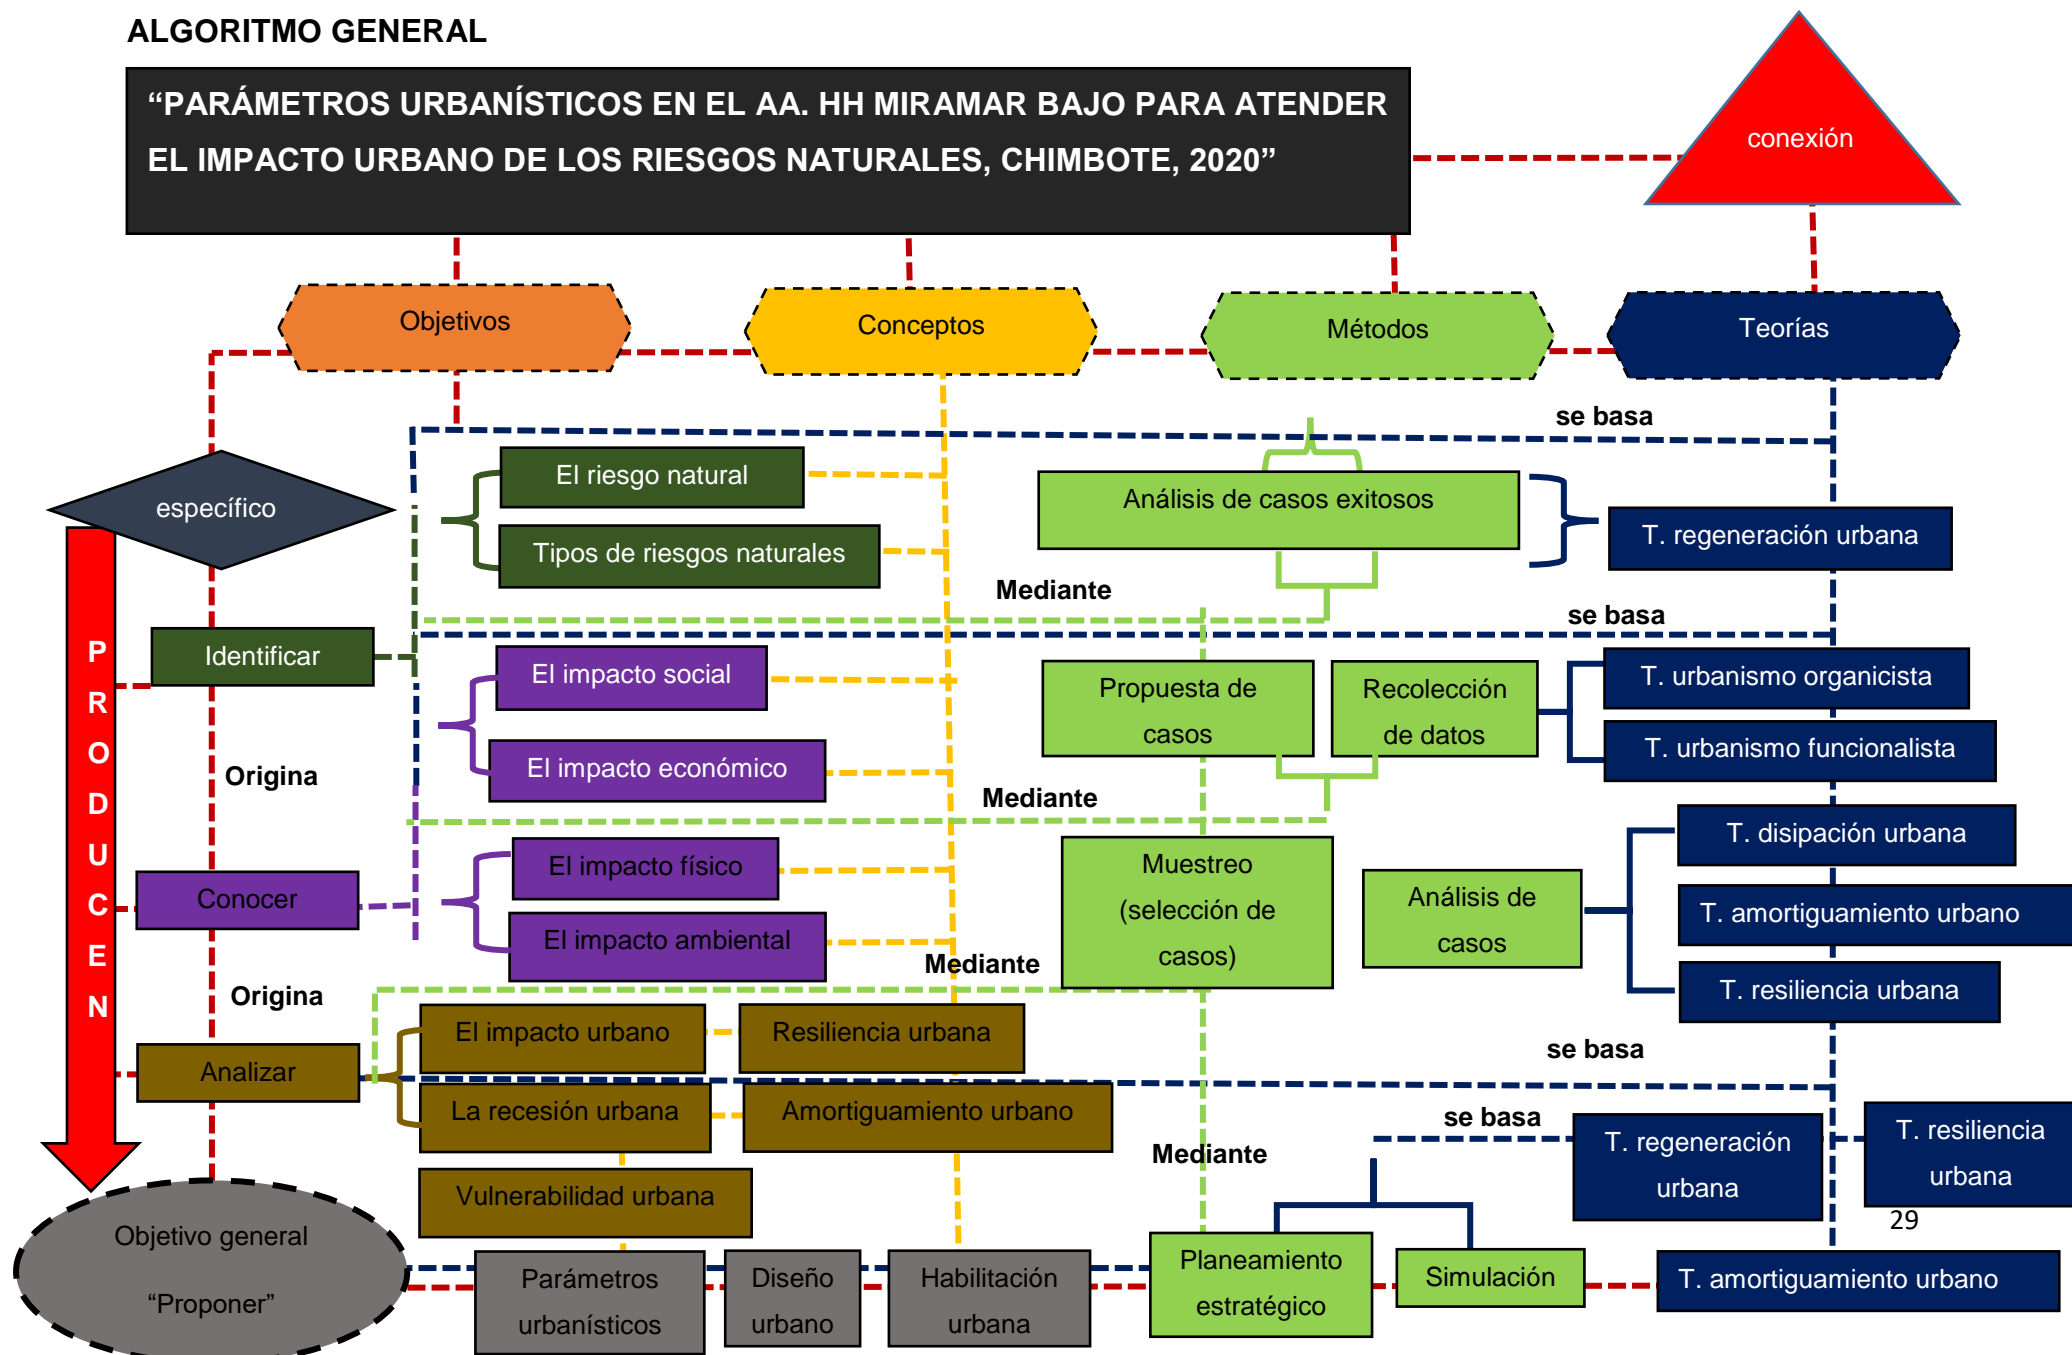 ALGORITMO GENERAL
“PARÁMETROS URBANÍSTICOS EN EL AA. HH MIRAMAR BAJO PARA ATENDER
EL IMPACTO URBANO DE LOS RIESGOS NATURALES, CHIMBOTE, 2020”
conexión
Objetivos
Conceptos
Métodos
Teorías
se basa
El riesgo natural
Análisis de casos exitosos
específico
T. regeneración urbana
Tipos de riesgos naturales
Mediante
se basa
P
R
O
D
U
C
E
N
Identificar
El impacto social
Propuesta de
casos
Recolección
de datos
T. urbanismo organicista
T. urbanismo funcionalista
El impacto económico
Origina
Mediante
T. disipación urbana
El impacto físico
Muestreo
(selección de
casos)
Análisis de
casos
Conocer
T. amortiguamiento urbano
El impacto ambiental
Mediante
T. resiliencia urbana
Origina
El impacto urbano
Resiliencia urbana
se basa
Analizar
La recesión urbana
Amortiguamiento urbano
se basa
T. regeneración
urbana
T. resiliencia
urbana
Mediante
Vulnerabilidad urbana
29
Objetivo general
“Proponer”
Parámetros
urbanísticos
Diseño
urbano
Habilitación
urbana
Planeamiento
estratégico
Simulación
T. amortiguamiento urbano